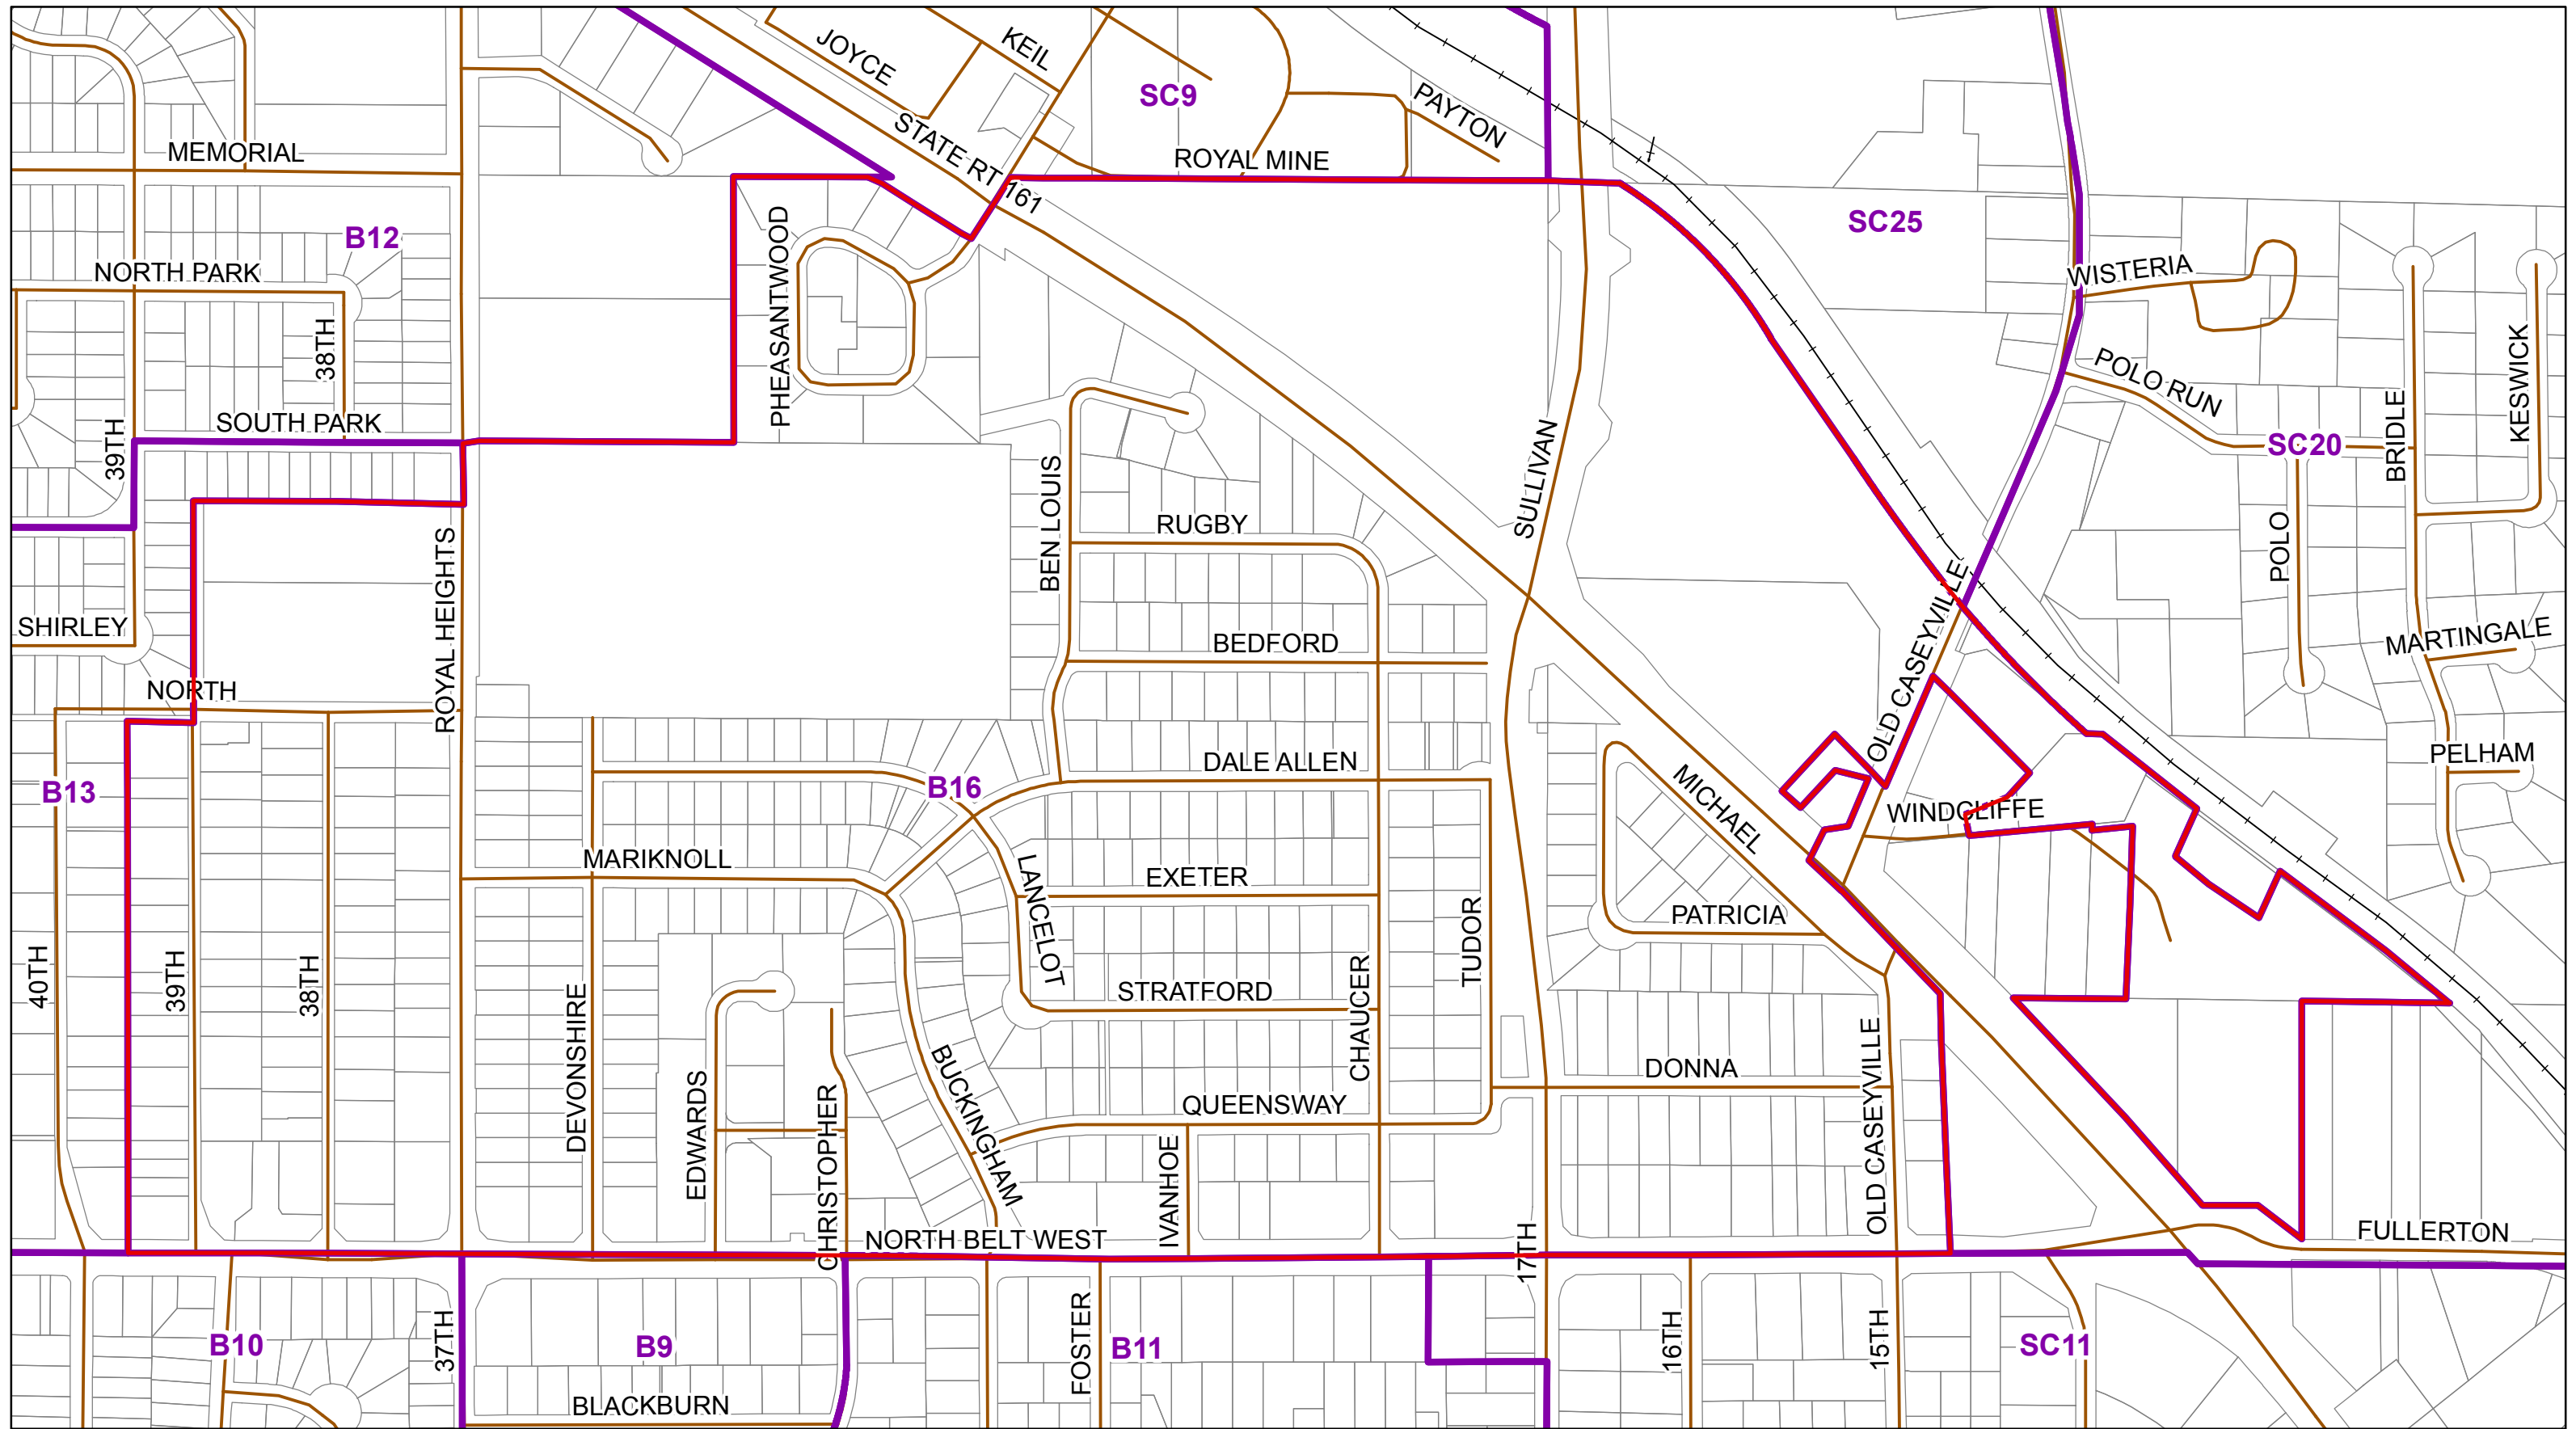 JOYCE
KEIL
SC9
PAYTON
STATE RT 161
ROYAL MINE
MEMORIAL
B12
SC25
NORTH PARK
PHEASANTWOOD
WISTERIA
38TH
POLO RUN
KESWICK
SOUTH PARK
39TH
SULLIVAN
BRIDLE
SC20
BEN LOUIS
RUGBY
POLO
ROYAL HEIGHTS
SHIRLEY
BEDFORD
OLD CASEYVILLE
MARTINGALE
NORTH
B13
B16
DALE ALLEN
MICHAEL
PELHAM
WINDCLIFFE
MARIKNOLL
LANCELOT
EXETER
PATRICIA
TUDOR
40TH
39TH
38TH
DEVONSHIRE
STRATFORD
CHAUCER
OLD CASEYVILLE
DONNA
EDWARDS
CHRISTOPHER
BUCKINGHAM
QUEENSWAY
IVANHOE
NORTH BELT WEST
17TH
FULLERTON
B10
37TH
B9
FOSTER
B11
16TH
15TH
SC11
BLACKBURN